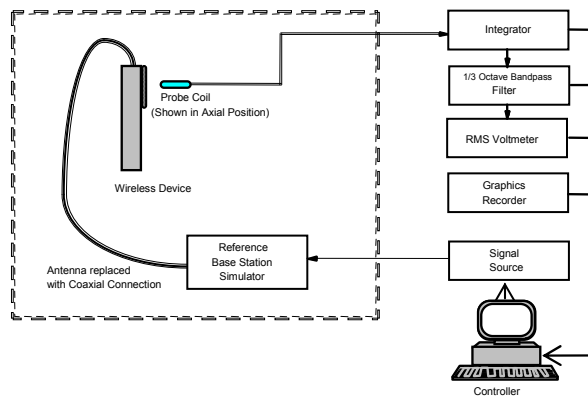 Integrator
1/3 Octave Bandpass
Filter
RMS Voltmeter
Graphics
Recorder
Probe Coil
(Shown in Axial Position)
Wireless Device
Reference
Base Station
Simulator
Antenna replaced
with Coaxial Connection
Signal
Source
Controller